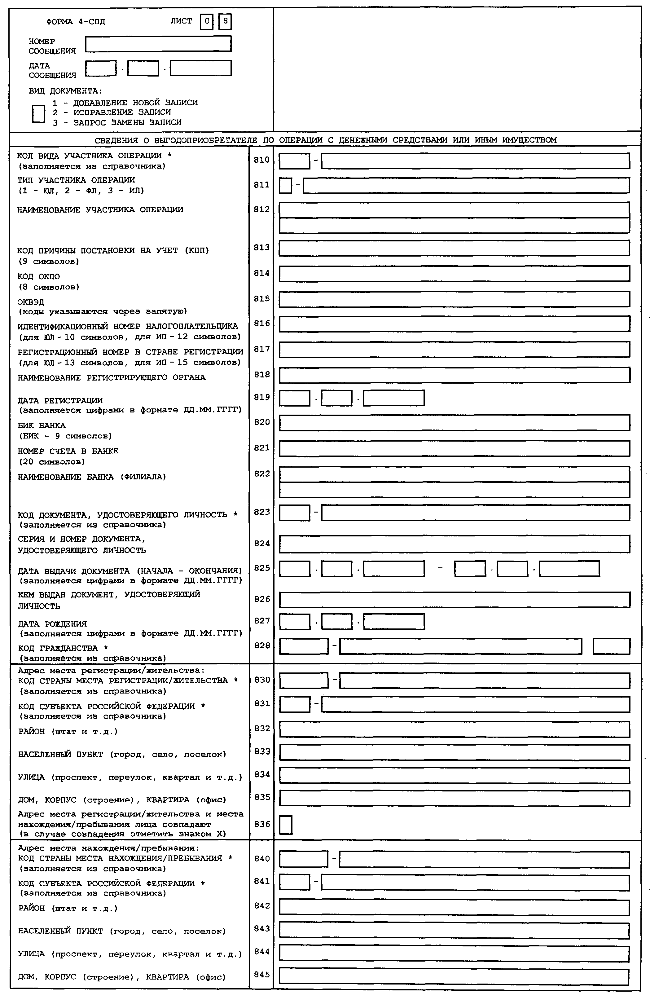 ФОРМА 4-СПД ЛИСТ 0 8
НОМЕР
СООБЩЕНИЯ
ДАТА
СООБЩЕНИЯ . .
ВИД ДОКУМЕНТА:
1 - ДОБАВЛЕНИЕ НОВОЙ ЗАПИСИ
2 - ИСПРАВЛЕНИЕ ЗАПИСИ
3 - ЗАПРОС ЗАМЕНЫ ЗАПИСИ
СВЕДЕНИЯ О ВЫГОДОПРИОБРЕТАТЕЛЕ ПО ОПЕРАЦИИ С ДЕНЕЖНЫМИ СРЕДСТВАМИ ИЛИ ИНЫМ ИМУЩЕСТВОМ
КОД ВИДА УЧАСТНИКА ОПЕРАЦИИ * 810 -
(заполняется из справочника)
ТИП УЧАСТНИКА ОПЕРАЦИИ 811 -
(1 - ЮЛ, 2 - ФЛ, 3 - ИП)
НАИМЕНОВАНИЕ УЧАСТНИКА ОПЕРАЦИИ 812
КОД ПРИЧИНЫ ПОСТАНОВКИ НА УЧЕТ (КПП) 813
(9 символов)
КОД ОКПО 814
(8 символов)
ОКВЭД 815
(коды указываются через запятую)
ИДЕНТИФИКАЦИОННЫЙ НОМЕР НАЛОГОПЛАТЕЛЬЩИКА 816
(для ЮЛ - 10 символов, для ИП - 12 символов)
РЕГИСТРАЦИОННЫЙ НОМЕР В СТРАНЕ РЕГИСТРАЦИИ 817
(для ЮЛ - 13 символов, для ИП - 15 символов)
НАИМЕНОВАНИЕ РЕГИСТРИРУЮЩЕГО ОРГАНА 818
ДАТА РЕГИСТРАЦИИ 819 . .
(заполняется цифрами в формате ДД.ММ.ГГГГ)
БИК БАНКА 820
(БИК - 9 символов)
НОМЕР СЧЕТА В БАНКЕ 821
(20 символов)
НАИМЕНОВАНИЕ БАНКА (ФИЛИАЛА) 822
КОД ДОКУМЕНТА, УДОСТОВЕРЯЮЩЕГО ЛИЧНОСТЬ * 823 -
(заполняется из справочника)
СЕРИЯ И НОМЕР ДОКУМЕНТА, 824
УДОСТОВЕРЯЮЩЕГО ЛИЧНОСТЬ
ДАТА ВЫДАЧИ ДОКУМЕНТА (НАЧАЛА - ОКОНЧАНИЯ) 825 . . - . .
(заполняется цифрами в формате ДД.ММ.ГГГГ)
КЕМ ВЫДАН ДОКУМЕНТ, УДОСТОВЕРЯЮЩИЙ 826
ЛИЧНОСТЬ
ДАТА РОЖДЕНИЯ 827 . .
(заполняется цифрами в формате ДД.ММ.ГГГГ)
КОД ГРАЖДАНСТВА * 828 -
(заполняется из справочника)
Адрес места регистрации/жительства:
КОД СТРАНЫ МЕСТА РЕГИСТРАЦИИ/ЖИТЕЛЬСТВА * 830 -
(заполняется из справочника)
КОД СУБЪЕКТА РОССИЙСКОЙ ФЕДЕРАЦИИ * 831 -
(заполняется из справочника)
РАЙОН (штат и т.д.) 832
НАСЕЛЕННЫЙ ПУНКТ (город, село, поселок) 833
УЛИЦА (проспект, переулок, квартал и т.д.) 834
ДОМ, КОРПУС (строение), КВАРТИРА (офис) 835
Адрес места регистрации/жительства и места
нахождения/пребывания лица совпадают 836
(в случае совпадения отметить знаком X)
Адрес места нахождения/пребывания:
КОД СТРАНЫ МЕСТА НАХОЖДЕНИЯ/ПРЕБЫВАНИЯ * 840 -
(заполняется из справочника)
КОД СУБЪЕКТА РОССИЙСКОЙ ФЕДЕРАЦИИ * 841 -
(заполняется из справочника)
РАЙОН (штат и т.д.) 842
НАСЕЛЕННЫЙ ПУНКТ (город, село, поселок) 843
УЛИЦА (проспект, переулок, квартал и т.д.) 844
ДОМ, КОРПУС (строение), КВАРТИРА (офис) 845